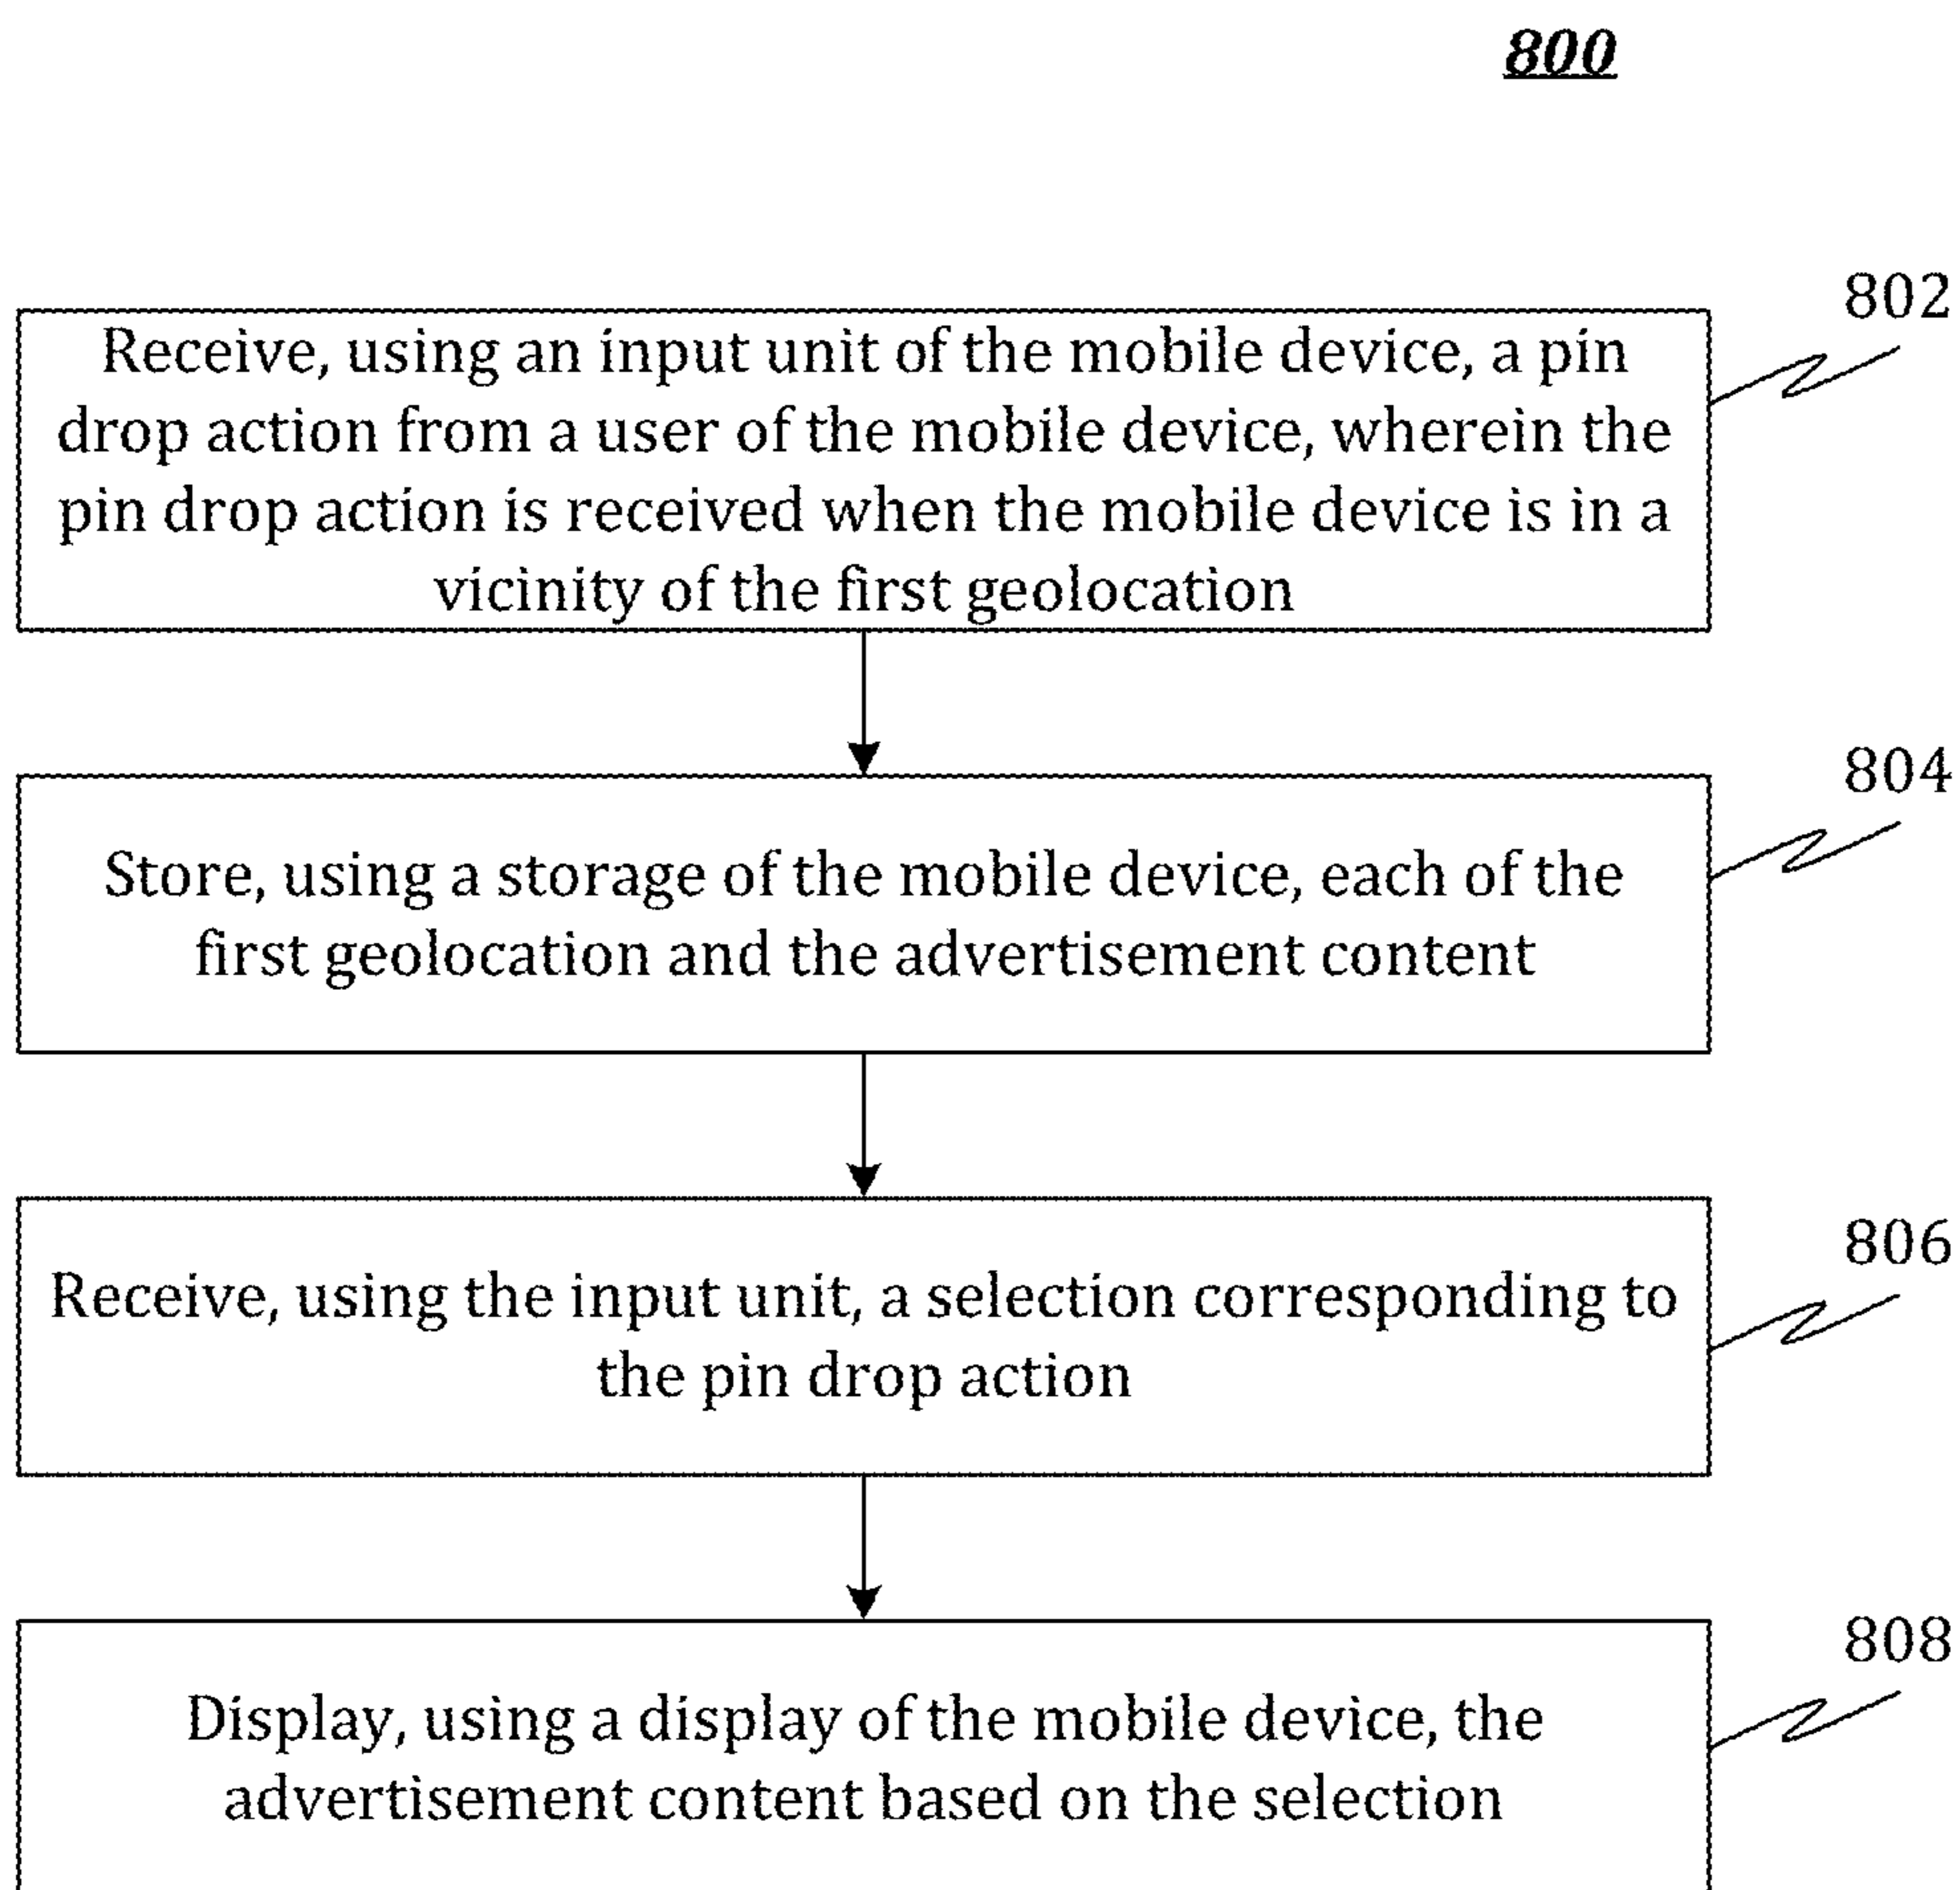 800
802
Receive, using an input unit of the mobile device, a pin
drop action from a user of the mobile device, wherein the
pin drop action is received when the mobile device is in a
vicinity of the first geolocation
804
Store, using a storage of the mobile device, each of the
first geolocation and the advertisement content
806
Receive, using the input unit, a selection corresponding to
the pin drop action
808
Display, using a display of the mobile device, the
advertisement content based on the selection